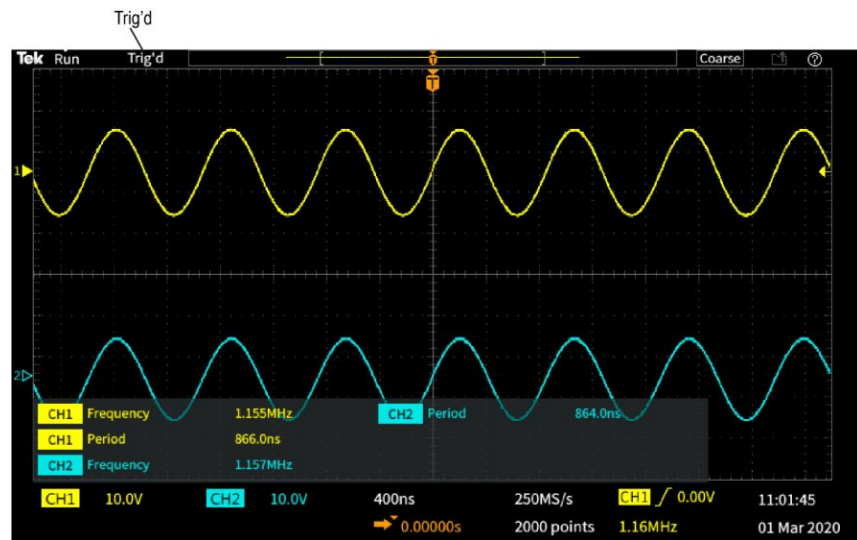 Trig'd
Tek Run Trig'd T Coarse ?
T
1
2
CH1 Frequency 1.155MHz CH2 Period 864.0ns
CH1 Period 866.0ns
CH2 Frequency 1.157MHz
CH1 10.0V CH2 10.0V 400ns 250MS/s CH1 0.00V 11:01:45
0.00000s 2000 points 1.16MHz 01 Mar 2020